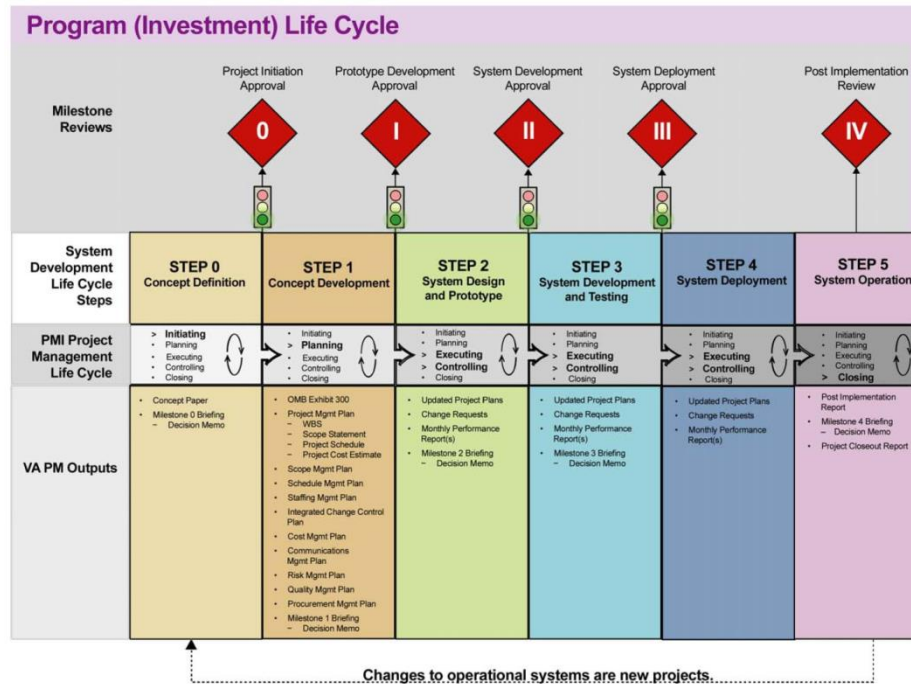 Program (Investment) Life Cycle
Milestone
Reviews
Project Initiation
Approval
Prototype Development
Approval
System Development
Approval
System Deployment
Approval
Post Implementation
Review
0
I
II
III
IV
System
Development
Life Cycle
Steps
STEP 0
Concept Definition
STEP 1
Concept Development
STEP 2
System Design
and Prototype
STEP 3
System Development
and Testing
STEP 4
System Deployment
STEP 5
System Operation
PMI Project
Management
Life Cycle
> Initiating
• Planning
• Executing
• Controlling
• Closing
• Initiating
> Planning
• Executing
• Controlling
• Closing
• Initiating
• Planning
> Executing
> Controlling
• Closing
• Initiating
• Planning
> Executing
> Controlling
• Closing
• Initiating
• Planning
> Executing
> Controlling
• Closing
• Initiating
• Planning
• Executing
• Controlling
> Closing
VA PM Outputs
• Concept Paper
• Milestone 0 Briefing
– Decision Memo
• OMB Exhibit 300
• Project Mgmt Plan
– WBS
– Scope Statement
– Project Schedule
– Project Cost Estimate
• Scope Mgmt Plan
• Schedule Mgmt Plan
• Staffing Mgmt Plan
• Integrated Change Control
Plan
• Cost Mgmt Plan
• Communications
Mgmt Plan
• Risk Mgmt Plan
• Quality Mgmt Plan
• Procurement Mgmt Plan
• Milestone 1 Briefing
– Decision Memo
• Updated Project Plans
• Change Requests
• Monthly Performance
Report(s)
• Milestone 2 Briefing
– Decision Memo
• Updated Project Plans
• Change Requests
• Monthly Performance
Report(s)
• Milestone 3 Briefing
– Decision Memo
• Updated Project Plans
• Change Requests
• Monthly Performance
Report(s)
• Post Implementation
Report
• Milestone 4 Briefing
– Decision Memo
• Project Closeout Report
Changes to operational systems are new projects.